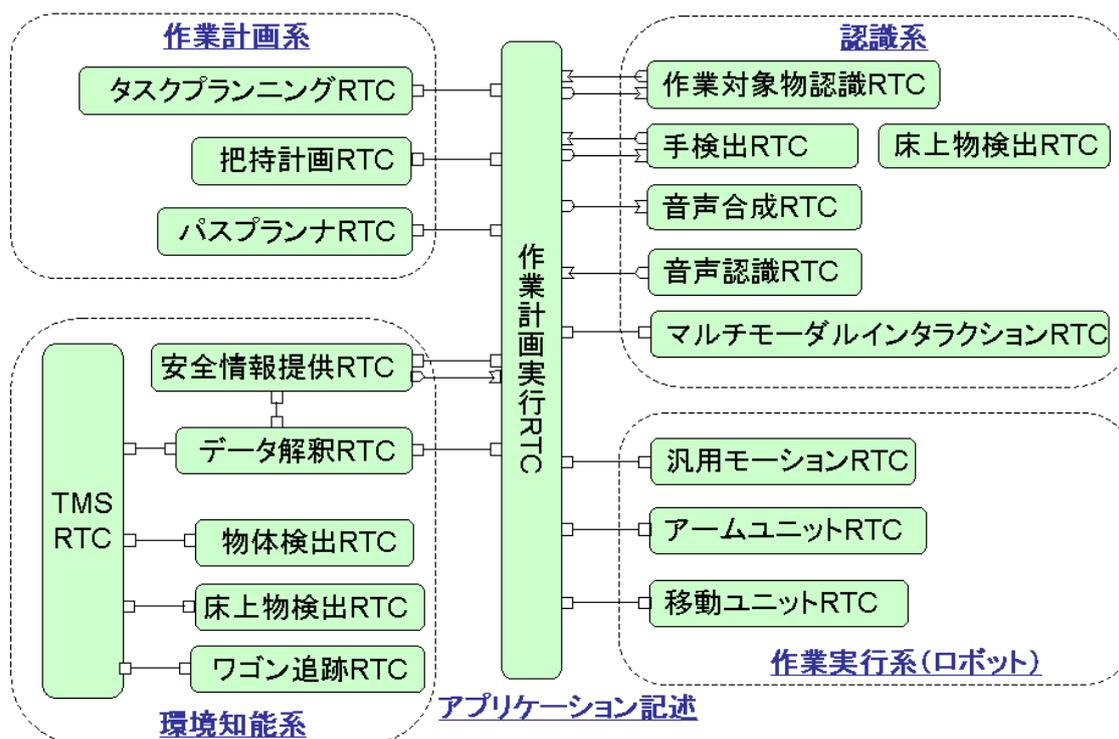 作業計画系
タスクプランニングRTC
把持計画RTC
パスプランナRTC
認識系
作業対象物認識RTC
手検出RTC
床上物検出RTC
音声合成RTC
音声認識RTC
マルチモーダルインタラクションRTC
作業計画実行RTC
安全情報提供RTC
データ解釈RTC
TMS
RTC
物体検出RTC
床上物検出RTC
ワゴン追跡RTC
環境知能系
アプリケーション記述
汎用モーションRTC
アームユニットRTC
移動ユニットRTC
作業実行系(ロボット)